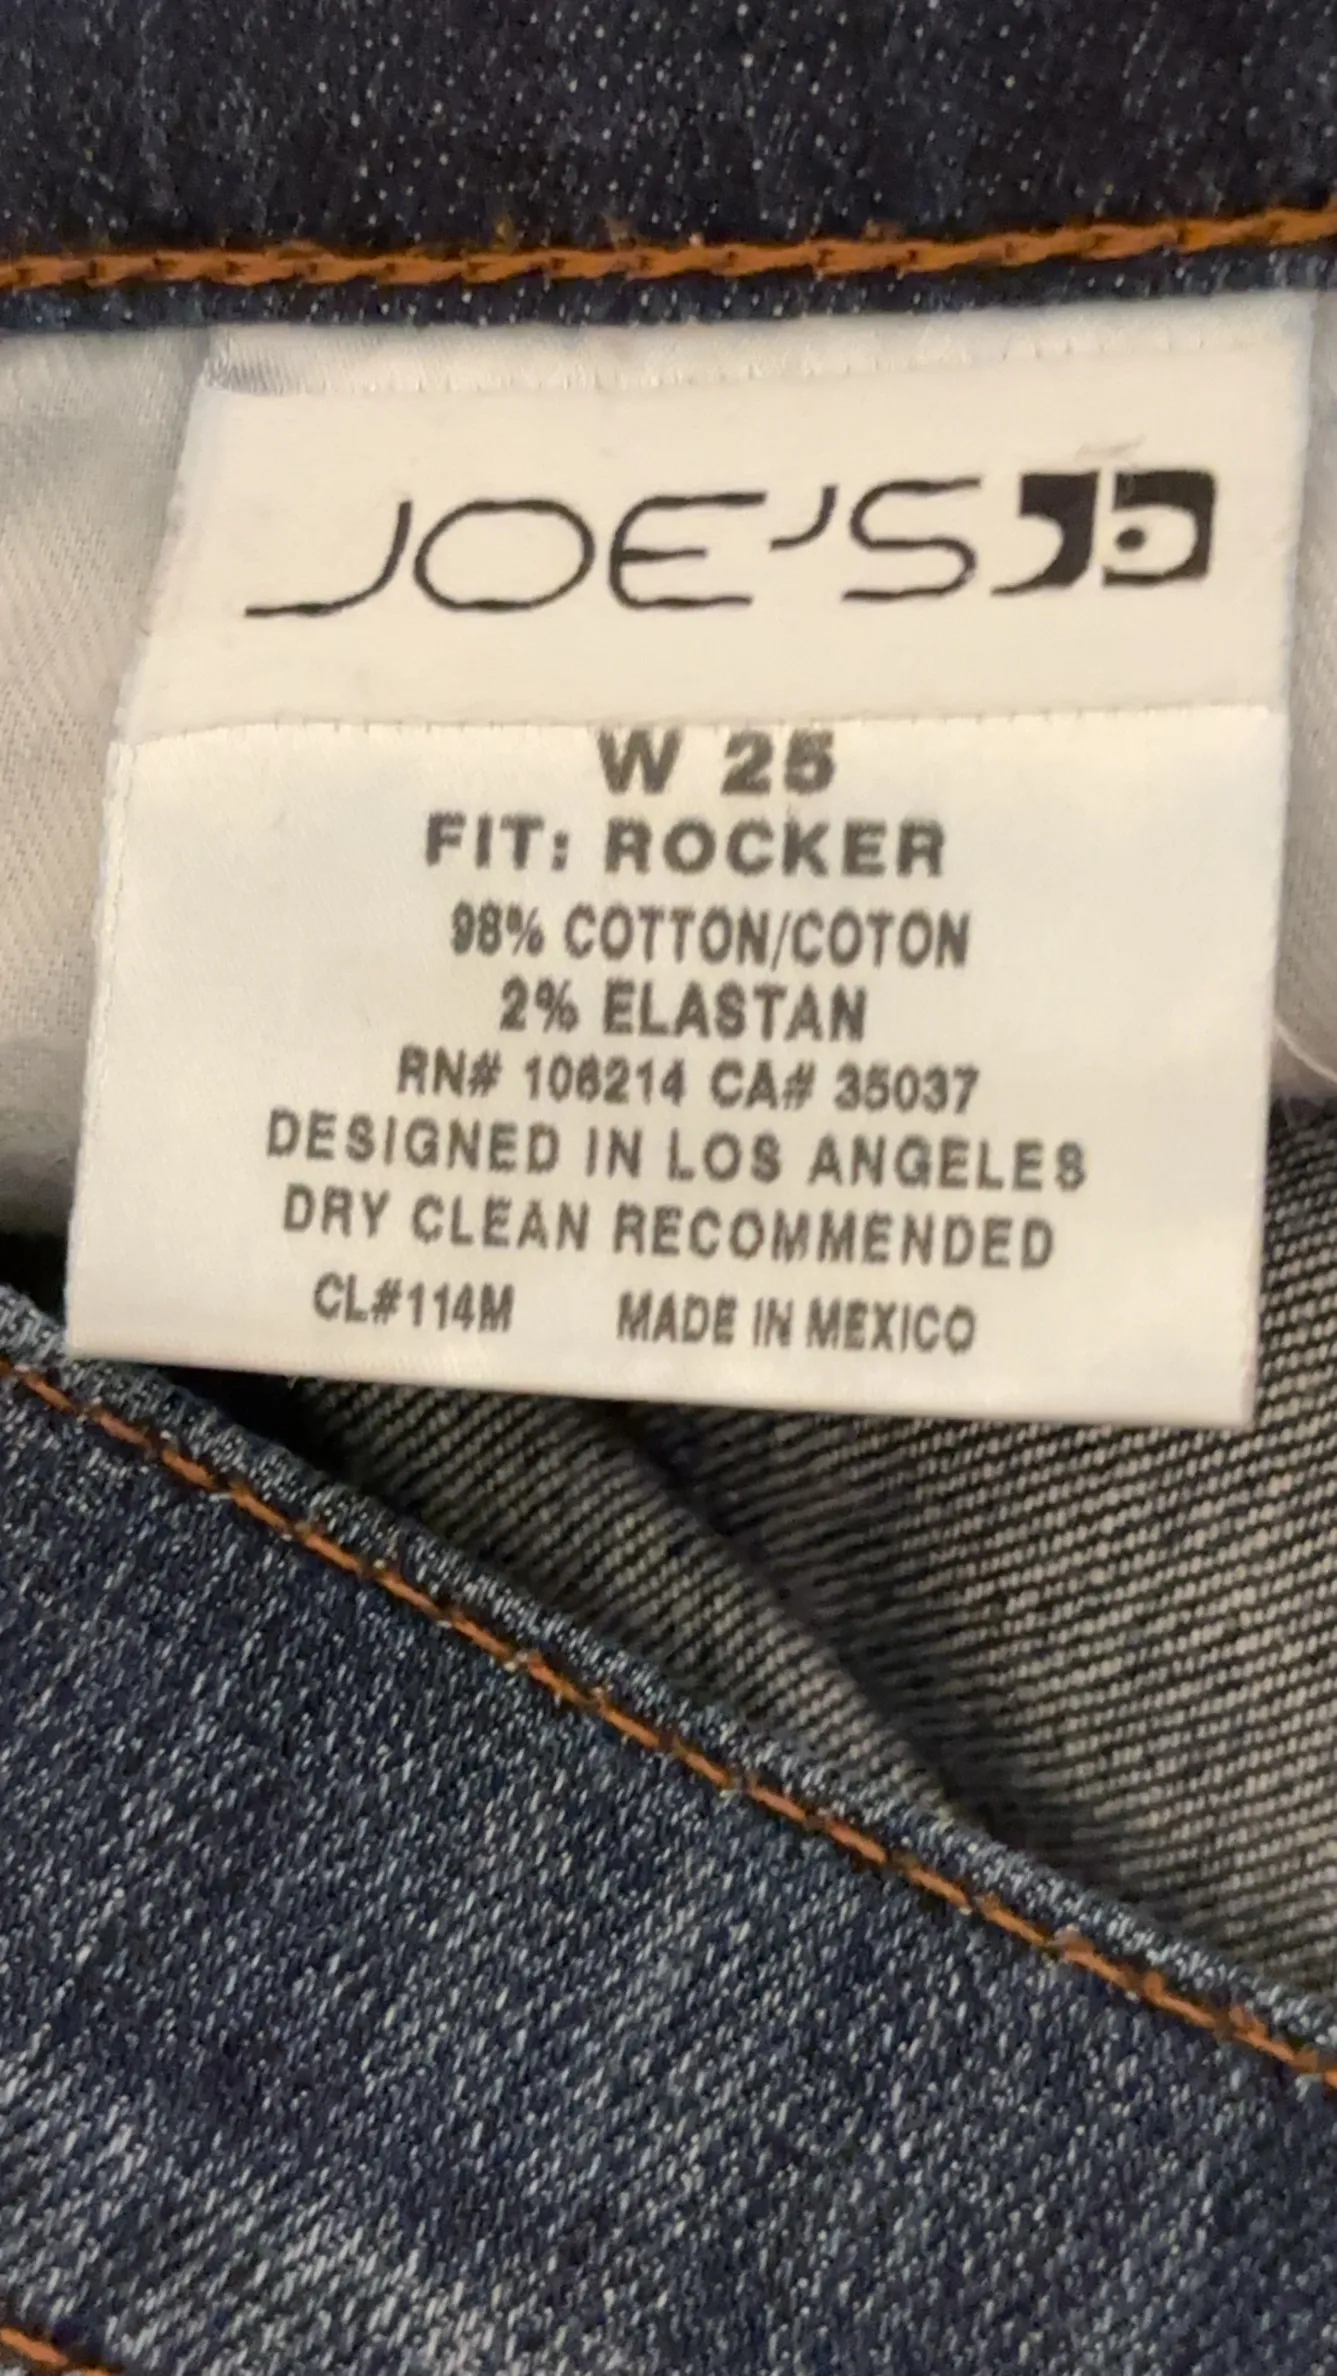 JOE'S
W 25
FIT: ROCKER
98% COTTON/COTON
2% ELASTAN
RN# 106214 CA# 35037
DESIGNED IN LOS ANGELES
DRY CLEAN RECOMMENDED
CL#114M MADE IN MEXICO